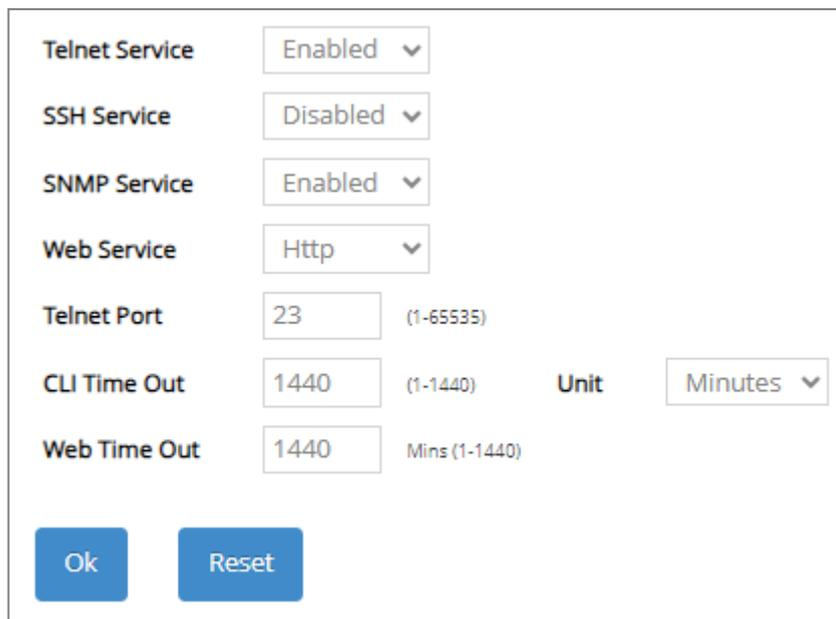 Telnet Service Enabled
SSH Service Disabled
SNMP Service Enabled
Web Service Http
Telnet Port 23 (1-65535)
CLI Time Out 1440 (1-1440) Unit Minutes
Web Time Out 1440 Mins (1-1440)
Ok Reset